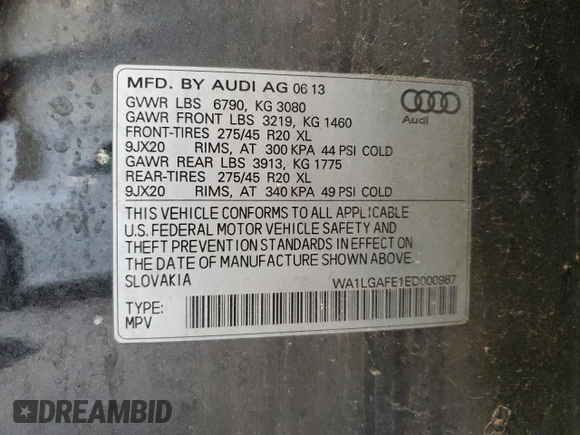 MFD. BY AUDI AG 06 13
GVWR LBS 6790, KG 3080
GAWR FRONT LBS 3219, KG 1460
FRONT-TIRES 275/45 R20 XL
9JX20 RIMS, AT 300 KPA 44 PSI COLD
GAWR REAR LBS 3913, KG 1775
REAR-TIRES 275/45 R20 XL
9JX20 RIMS, AT 340 KPA 49 PSI COLD
Audi
THIS VEHICLE CONFORMS TO ALL APPLICABLE
U.S. FEDERAL MOTOR VEHICLE SAFETY AND
THEFT PREVENTION STANDARDS IN EFFECT ON
THE DATE OF MANUFACTURE SHOWN ABOVE.
SLOVAKIA WA1LGAFE1ED000987
TYPE:
MPV
DREAMBID